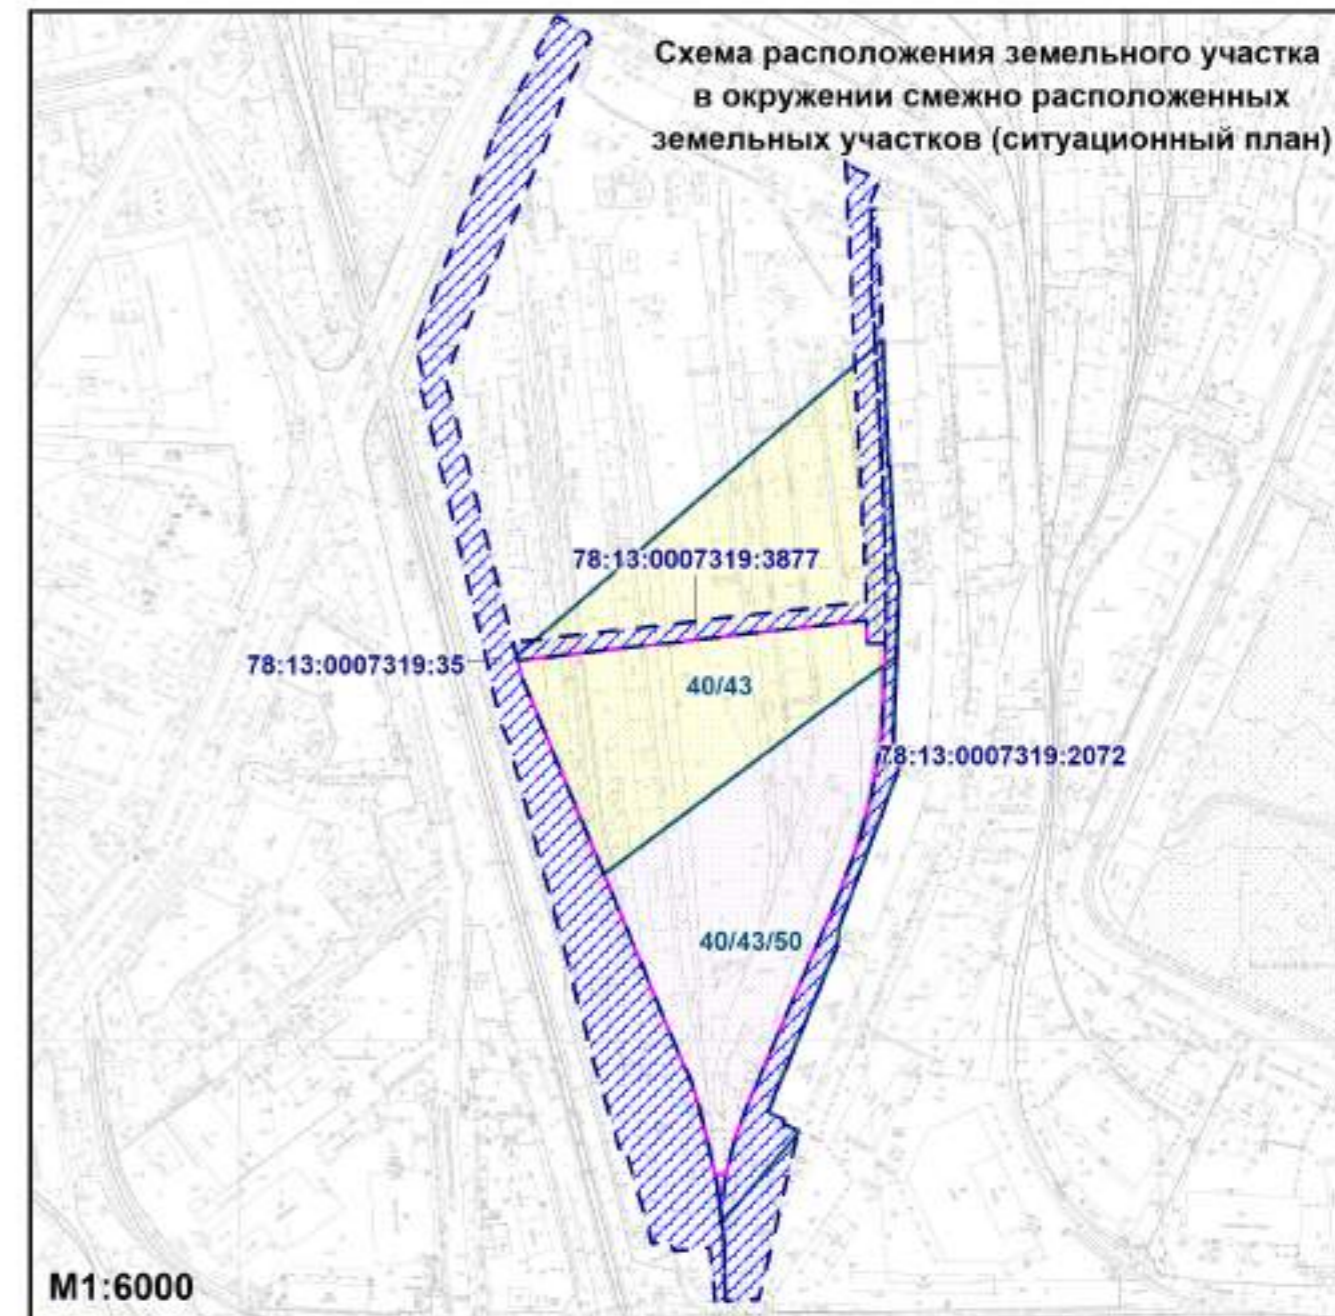 Схема расположения земельного участка
в окружении смежно расположенных
земельных участков (ситуационный план)
78:13:0007319:3877
78:13:0007319:35
40/43
78:13:0007319:2072
40/43/50
М1:6000